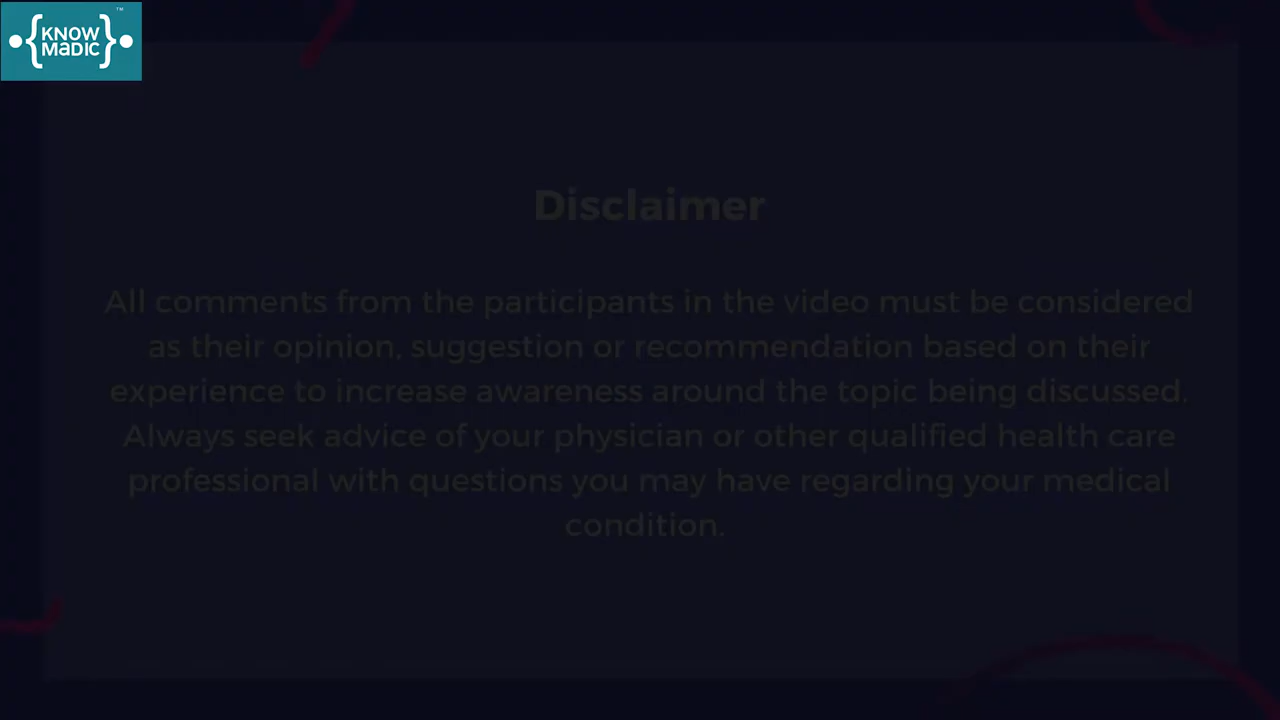 TM
KNOW
MaDIC
Disclaimer
All comments from the participants in the video must be considered
as their opinion, suggestion or recommendation based on their
experience to increase awareness around the topic being discussed.
Always seek advice of your physician or other qualified health care
professional with questions you may have regarding your medical
condition.